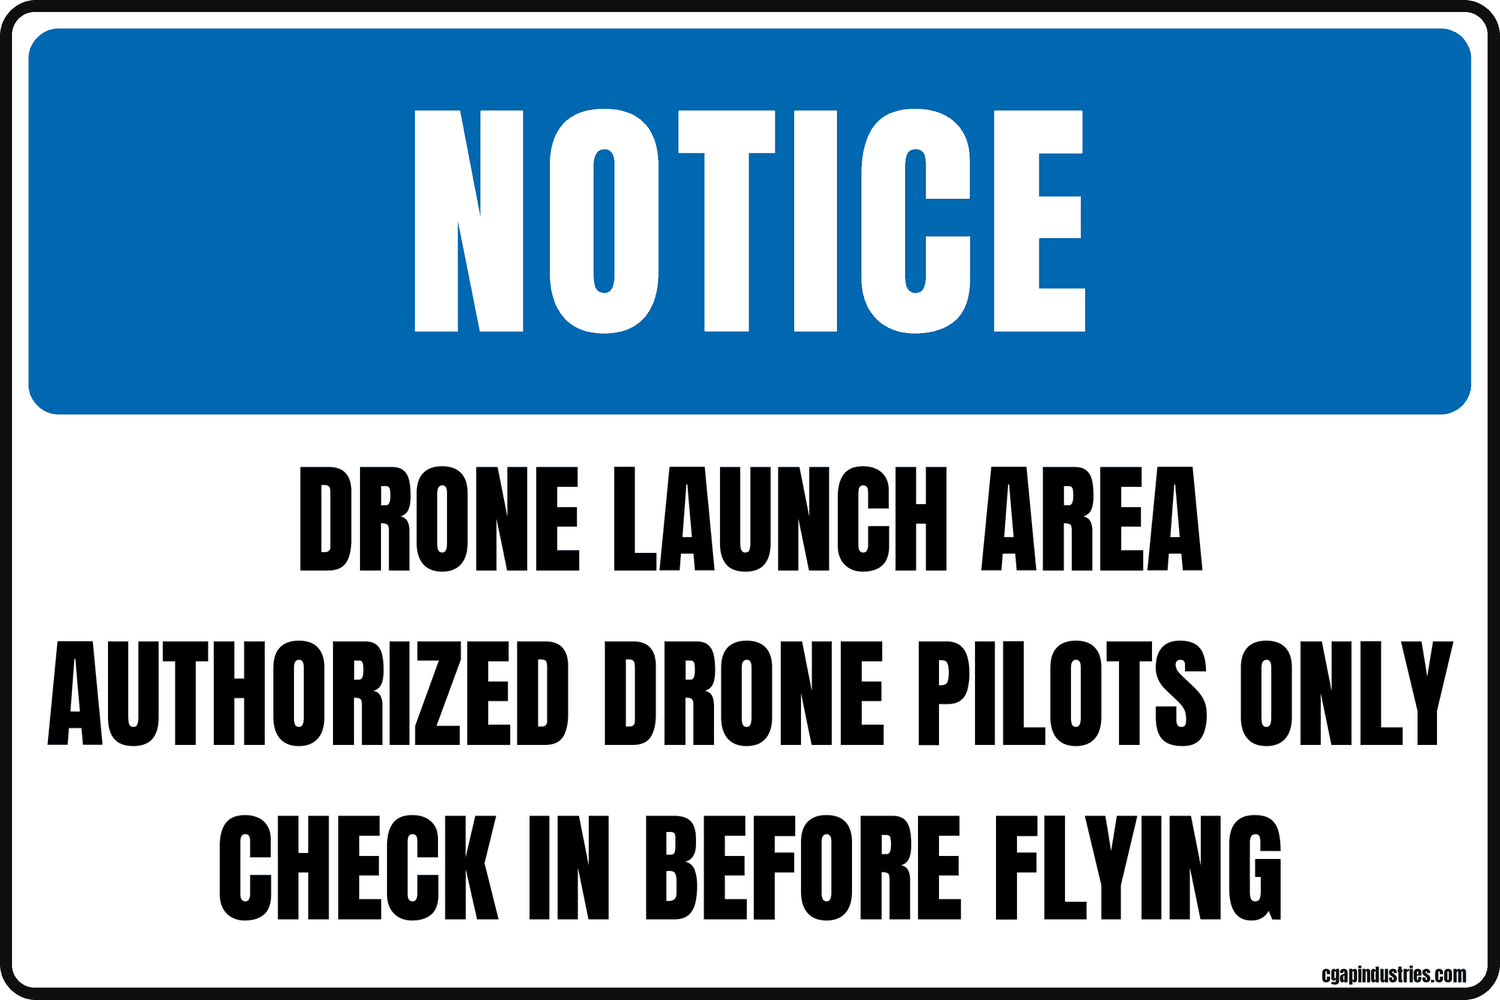 NOTICE
DRONE LAUNCH AREA
AUTHORIZED DRONE PILOTS ONLY
CHECK IN BEFORE FLYING
cgapindustries.com